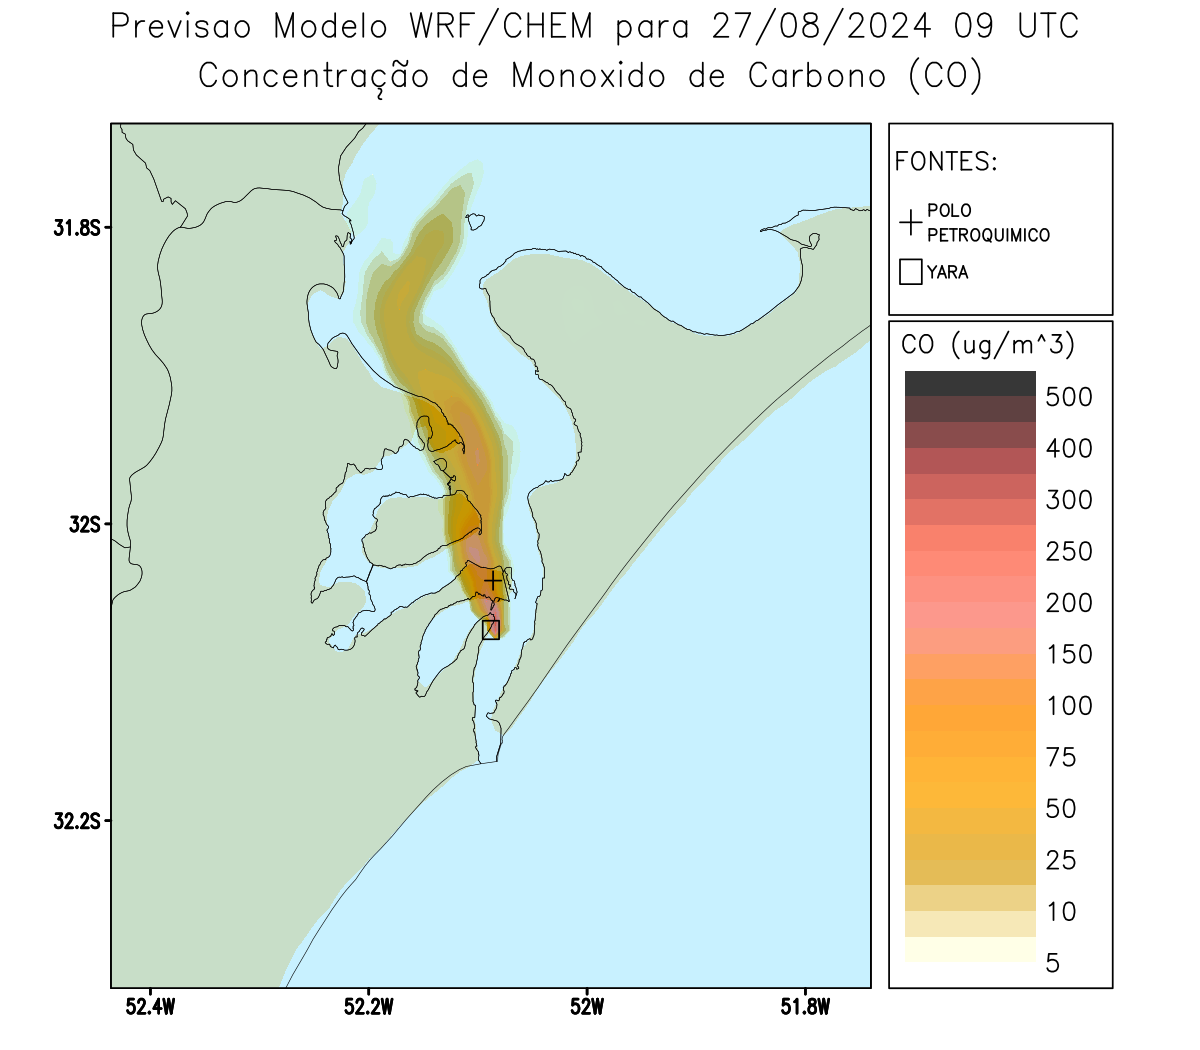 Previsao Modelo WRF/CHEM para 27/08/2024 09 UTC
Concentração de Monoxido de Carbono (CO)
FONTES:
POLO
PETROQUIMICO
YARA
CO (ug/m^3)
500
400
300
250
200
150
100
75
50
25
10
5
31.8S
32S
32.2S
52.4W
52.2W
52W
51.8W